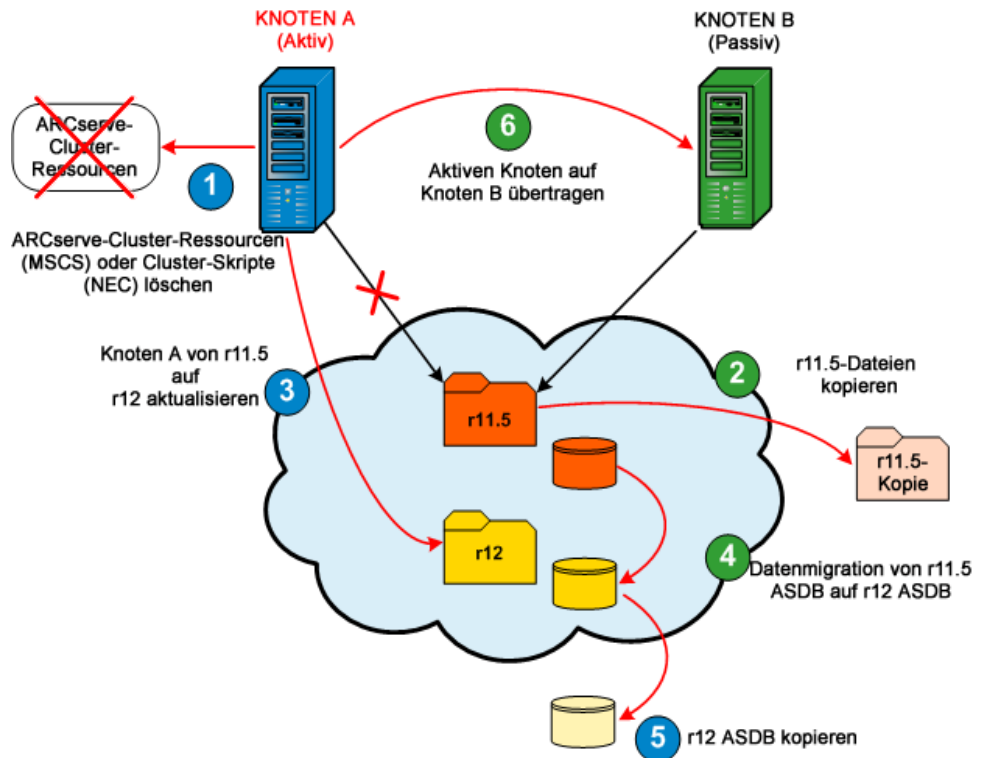 KNOTEN A
(Aktiv)
KNOTEN B
(Passiv)
ARCserve-
Cluster-
Ressourcen
1
6
Aktiven Knoten auf
Knoten B übertragen
ARCserve-Cluster-Ressourcen
(MSCS) oder Cluster-Skripte
(NEC) löschen
Knoten A von r11.5
auf
r12 aktualisieren
3
2
r11.5-Dateien
kopieren
r11.5
r11.5-
Kopie
r12
4
Datenmigration von r11.5
ASDB auf r12 ASDB
5
r12 ASDB kopieren